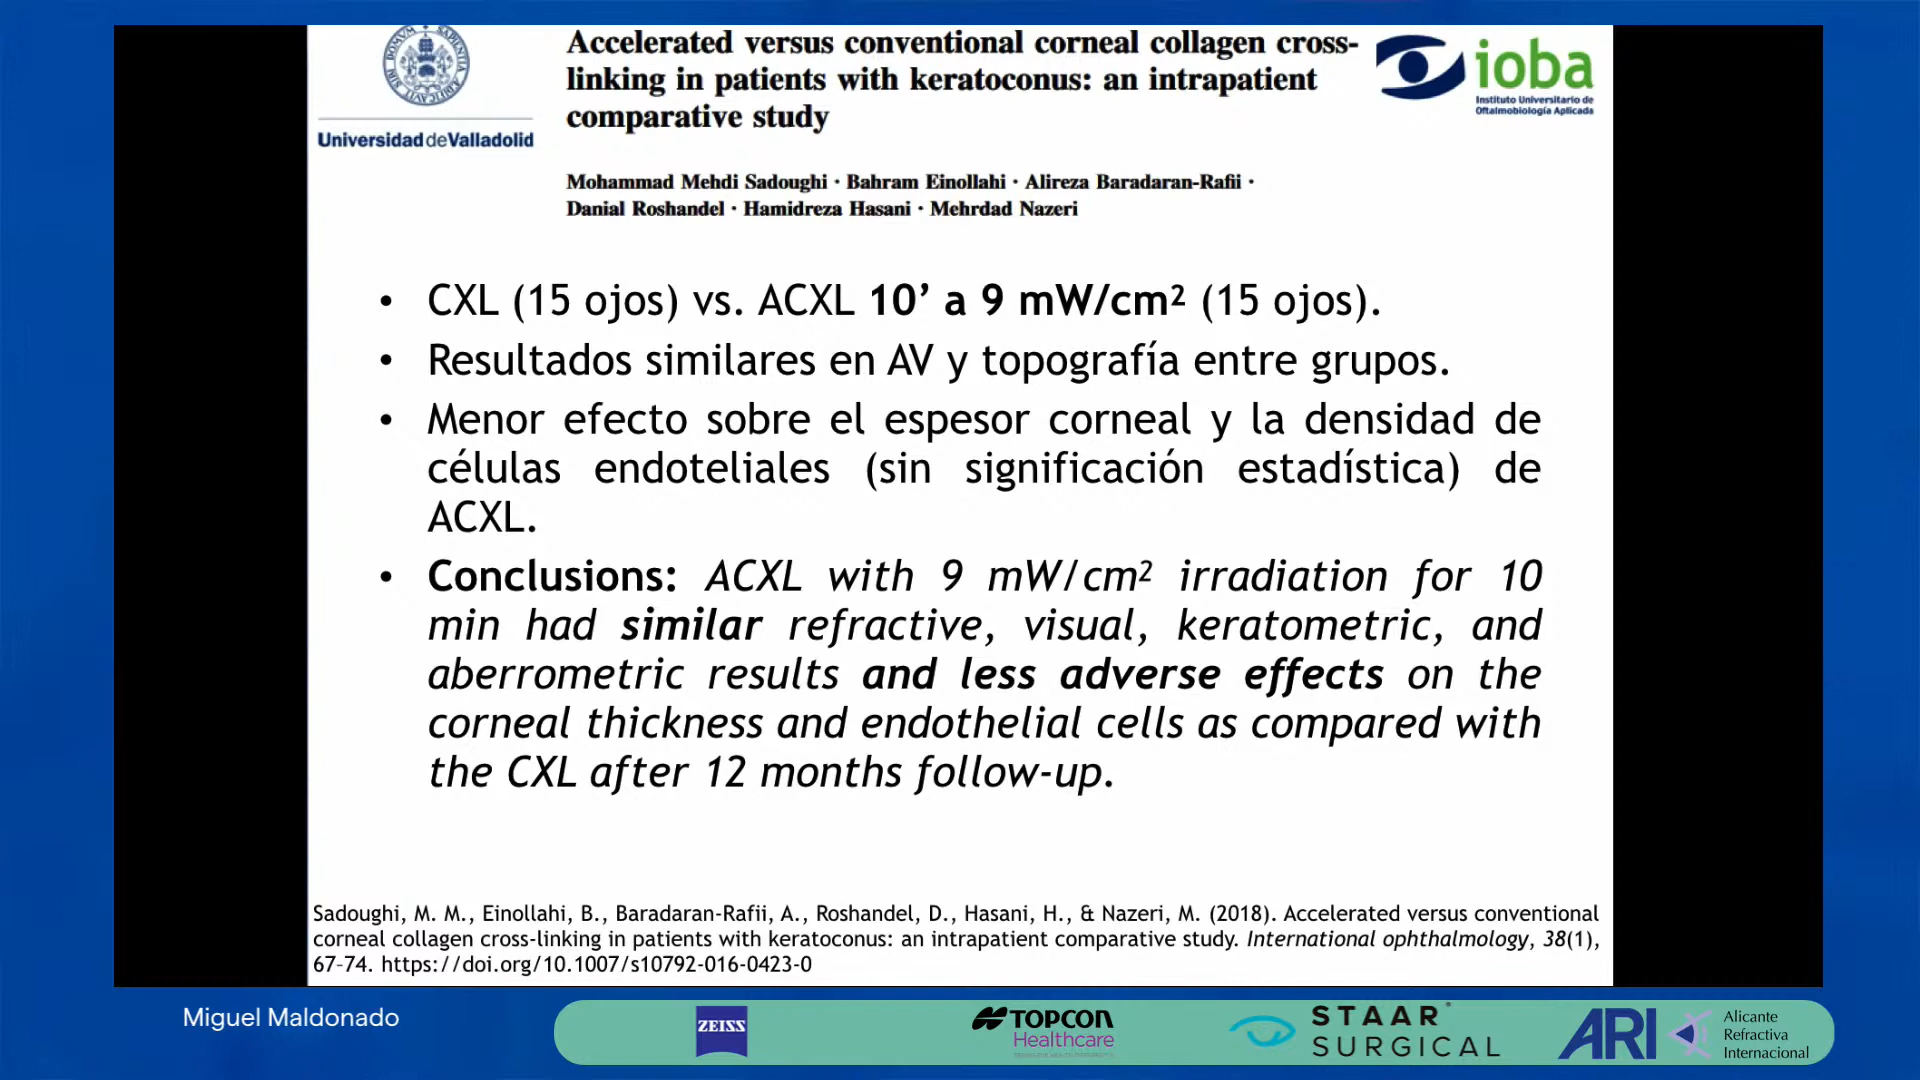 Accelerated versus conventional corneal collagen cross-
linking in patients with keratoconus: an intrapatient
comparative study
Universidad de Valladolid
ioba
Instituto Universitario de
Oftalmobiología Aplicada
Mohammad Mehdi Sadoughi · Bahram Einollahi · Alireza Baradaran-Rafii ·
Danial Roshandel · Hamidreza Hasani · Mehrdad Nazeri
• CXL (15 ojos) vs. ACXL 10’ a 9 mW/cm² (15 ojos).
• Resultados similares en AV y topografía entre grupos.
• Menor efecto sobre el espesor corneal y la densidad de
células endoteliales (sin significación estadística) de
ACXL.
• Conclusions: ACXL with 9 mW/cm² irradiation for 10
min had similar refractive, visual, keratometric, and
aberrometric results and less adverse effects on the
corneal thickness and endothelial cells as compared with
the CXL after 12 months follow-up.
Sadoughi, M. M., Einollahi, B., Baradaran-Rafii, A., Roshandel, D., Hasani, H., & Nazeri, M. (2018). Accelerated versus conventional
corneal collagen cross-linking in patients with keratoconus: an intrapatient comparative study. International ophthalmology, 38(1),
67–74. https://doi.org/10.1007/s10792-016-0423-0
Miguel Maldonado
ZEISS
TOPCON
Healthcare
STAAR
SURGICAL
ARI
Alicante
Refractiva
Internacional